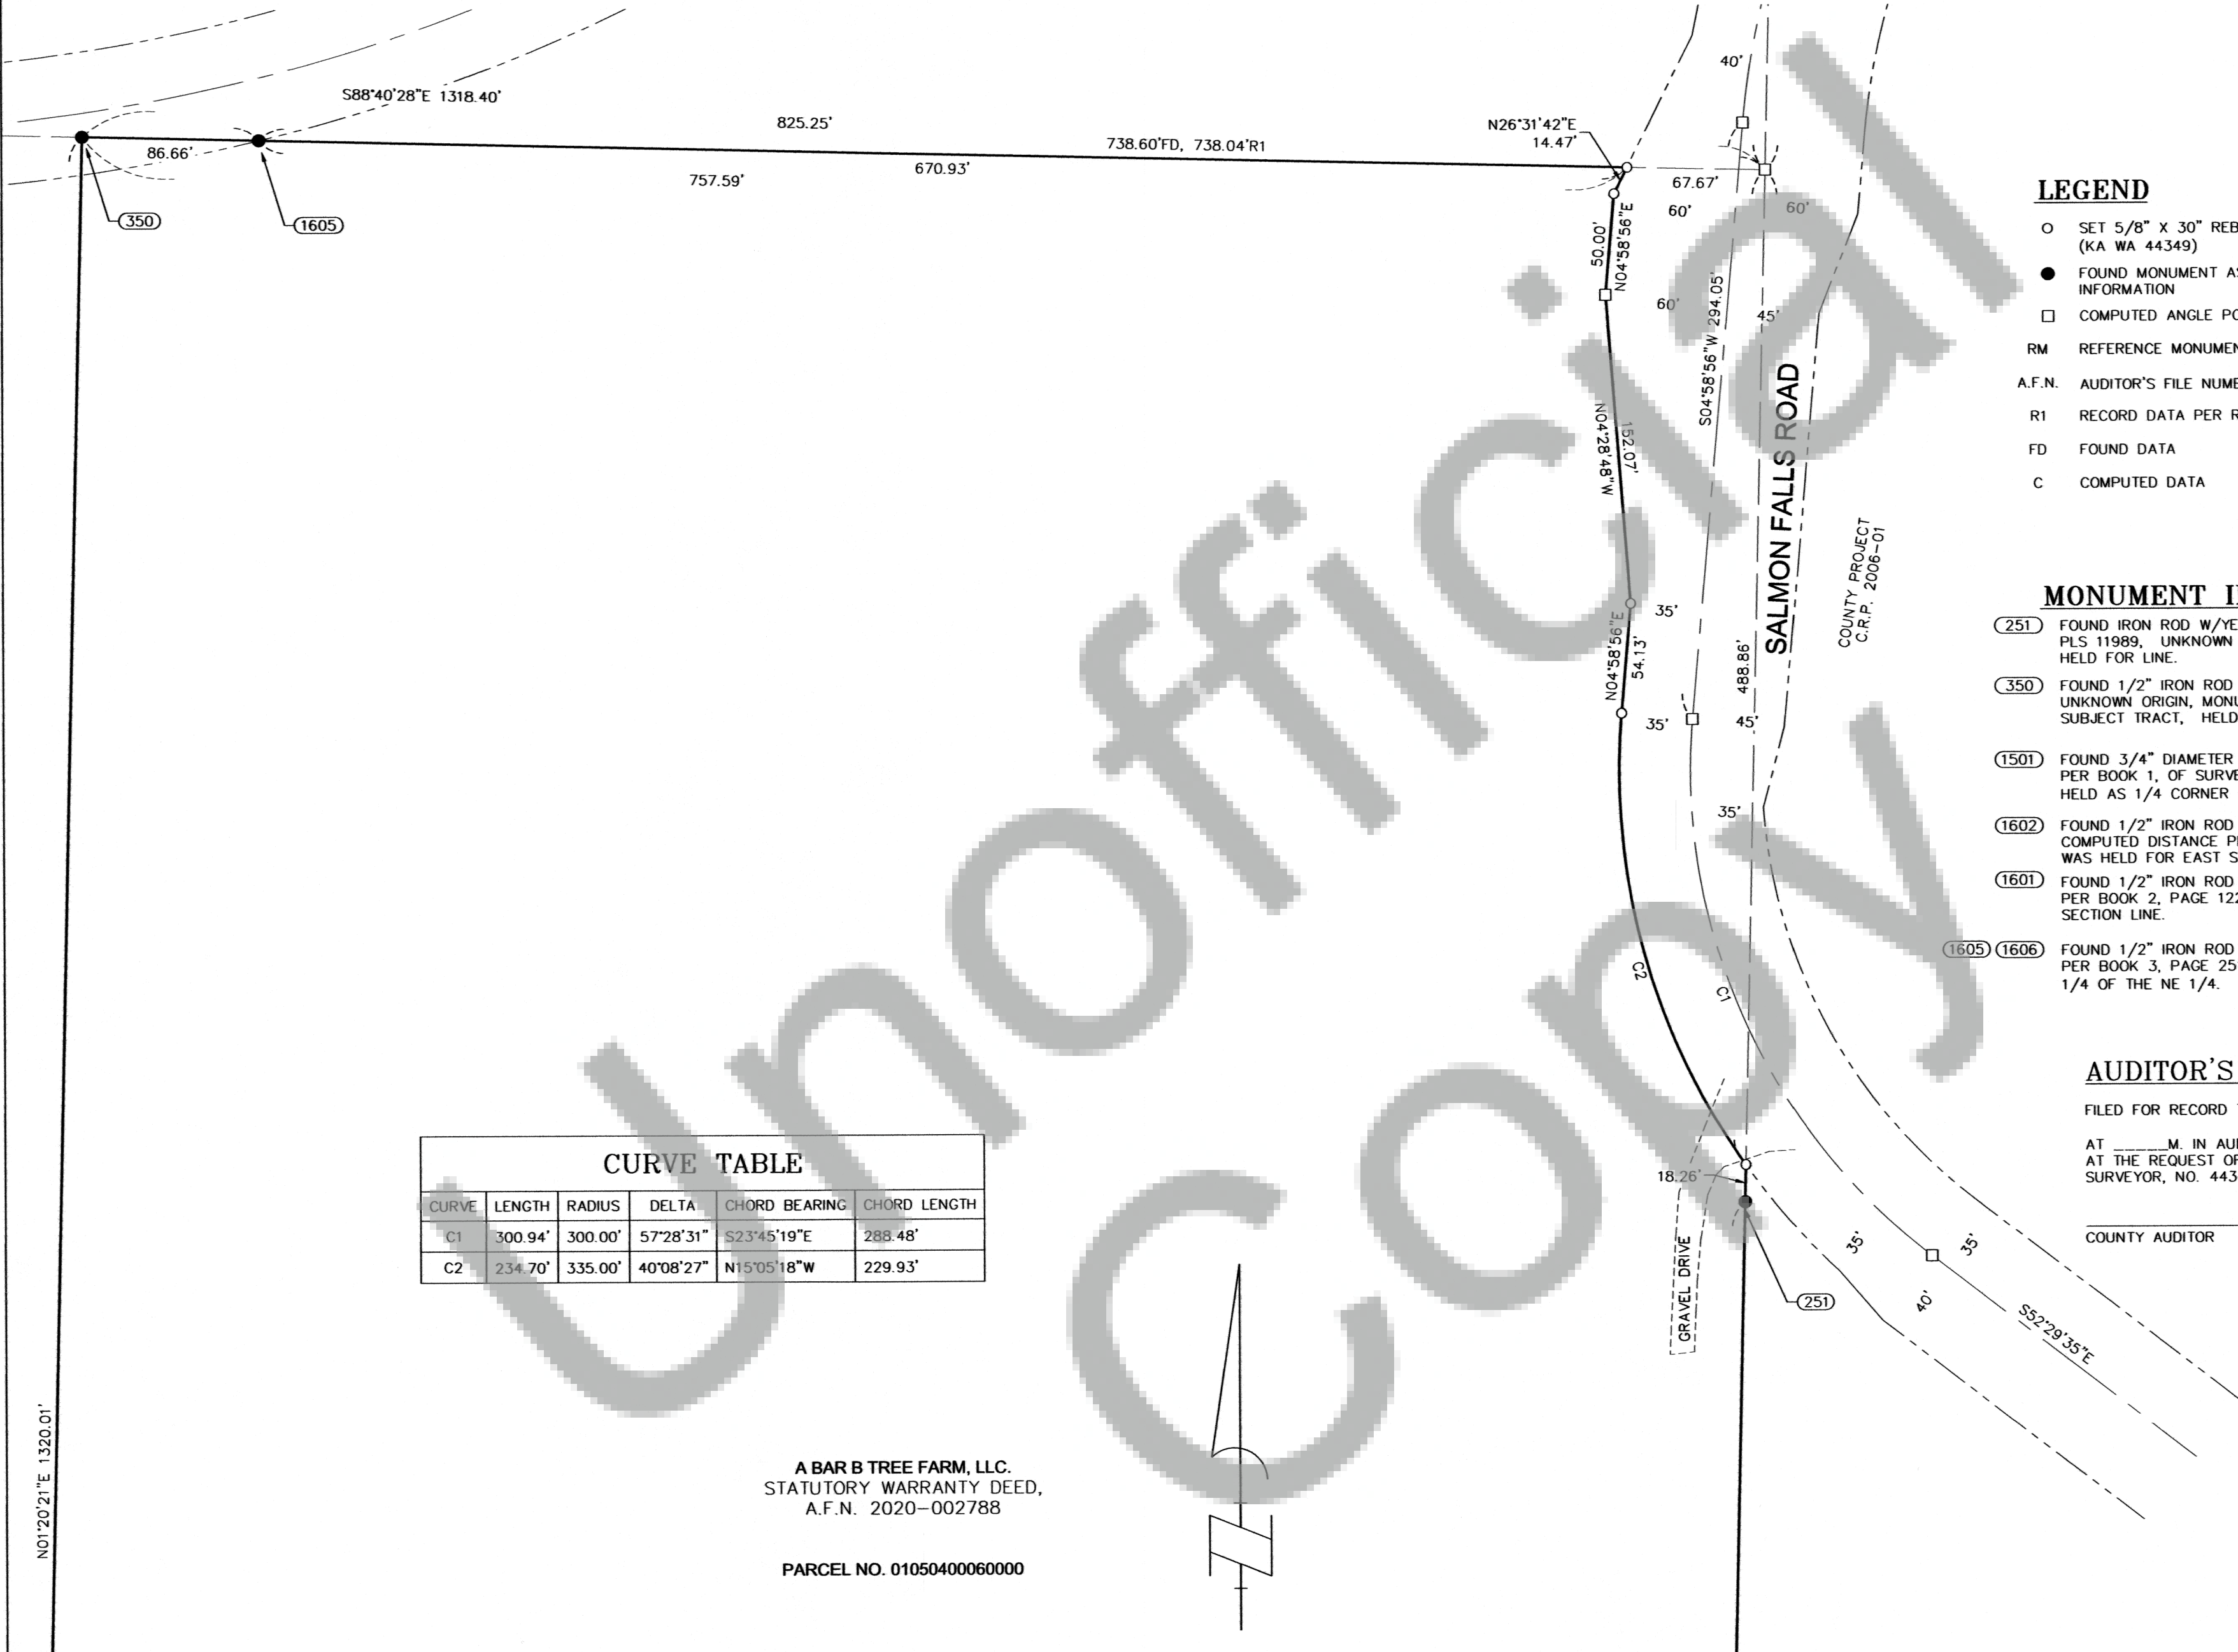 S88°40'28"E 1318.40'
825.25'
86.66'
738.60'FD, 738.04'R1
757.59'
670.93'
350
1605
N26°31'42"E
14.47'
40'
67.67'
60'
60'
50.00'
N04°58'56"E
60'
45'
S04°58'56"W 294.05'
N04°28'48"W
152.07'
SALMON FALLS ROAD
COUNTY PROJECT
C.R.P. 2006-01
35'
N04°58'56"E
54.13'
488.86'
35'
45'
35'
C2
C1
18.26'
GRAVEL DRIVE
251
35'
35'
40'
S52°29'35"E
N01°20'21"E 1320.01'
LEGEND
SET 5/8" X 30" REB
(KA WA 44349)
FOUND MONUMENT AS
INFORMATION
COMPUTED ANGLE PO
RM REFERENCE MONUMEN
A.F.N. AUDITOR'S FILE NUMB
R1 RECORD DATA PER R
FD FOUND DATA
C COMPUTED DATA
MONUMENT I
251 FOUND IRON ROD W/YE
PLS 11989, UNKNOWN
HELD FOR LINE.
350 FOUND 1/2" IRON ROD
UNKNOWN ORIGIN, MONU
SUBJECT TRACT, HELD
1501 FOUND 3/4" DIAMETER
PER BOOK 1, OF SURVE
HELD AS 1/4 CORNER
1602 FOUND 1/2" IRON ROD
COMPUTED DISTANCE P
WAS HELD FOR EAST S
1601 FOUND 1/2" IRON ROD
PER BOOK 2, PAGE 122
SECTION LINE.
1605 1606 FOUND 1/2" IRON ROD
PER BOOK 3, PAGE 25
1/4 OF THE NE 1/4.
AUDITOR'S
FILED FOR RECORD
AT _____M. IN AU
AT THE REQUEST OF
SURVEYOR, NO. 443
COUNTY AUDITOR
CURVE TABLE
CURVE LENGTH RADIUS DELTA CHORD BEARING CHORD LENGTH
C1 300.94' 300.00' 57°28'31" S23°45'19"E 288.48'
C2 234.70' 335.00' 40°08'27" N15°05'18"W 229.93'
A BAR B TREE FARM, LLC.
STATUTORY WARRANTY DEED,
A.F.N. 2020-002788
PARCEL NO. 01050400060000
Unofficial
Copy